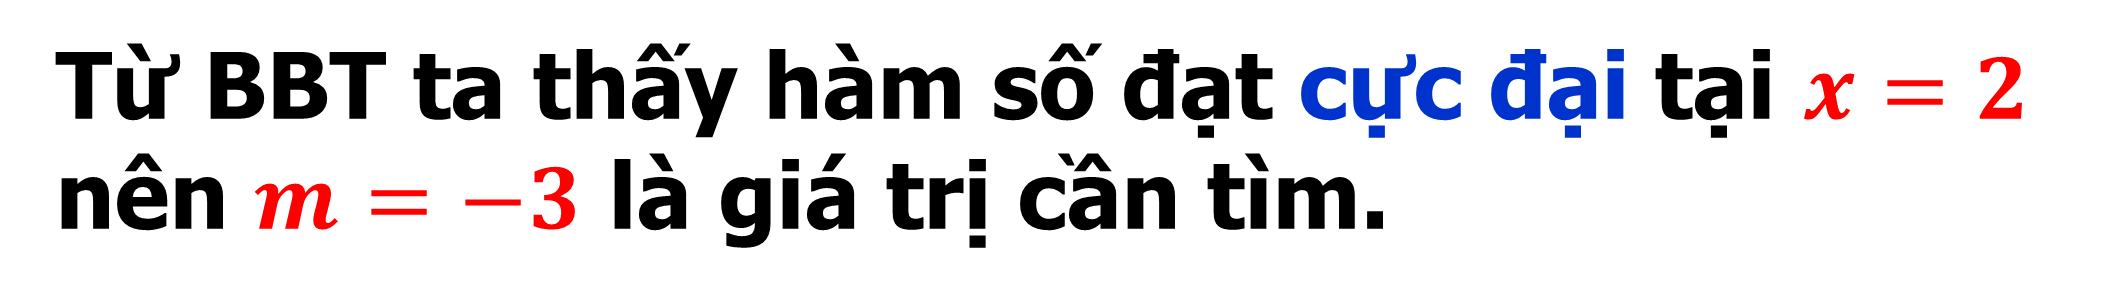 Từ BBT ta thấy hàm số đạt cực đại tại x = 2
nên m = −3 là giá trị cần tìm.